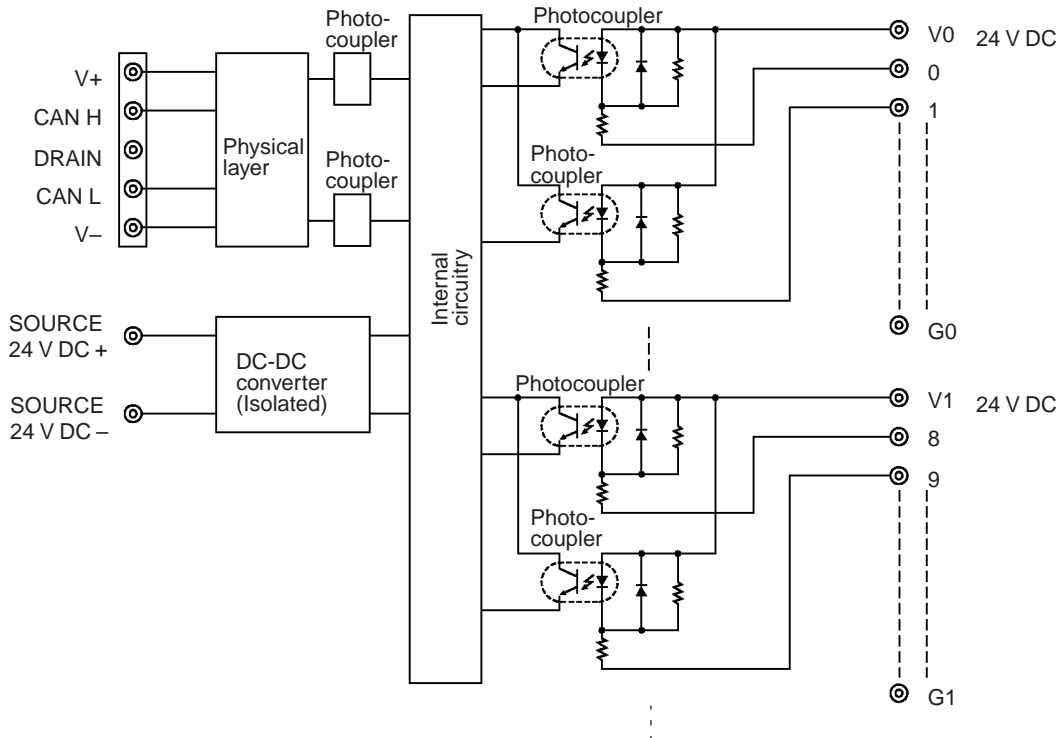 Photo-
coupler
Photocoupler
V0 24 V DC
V+
0
CAN H
1
DRAIN
Physical
layer
Photo-
coupler
Photo-
coupler
CAN L
V–
Internal
circuitry
SOURCE
24 V DC +
G0
DC-DC
converter
(Isolated)
Photocoupler
SOURCE
24 V DC –
V1 24 V DC
8
9
Photo-
coupler
G1